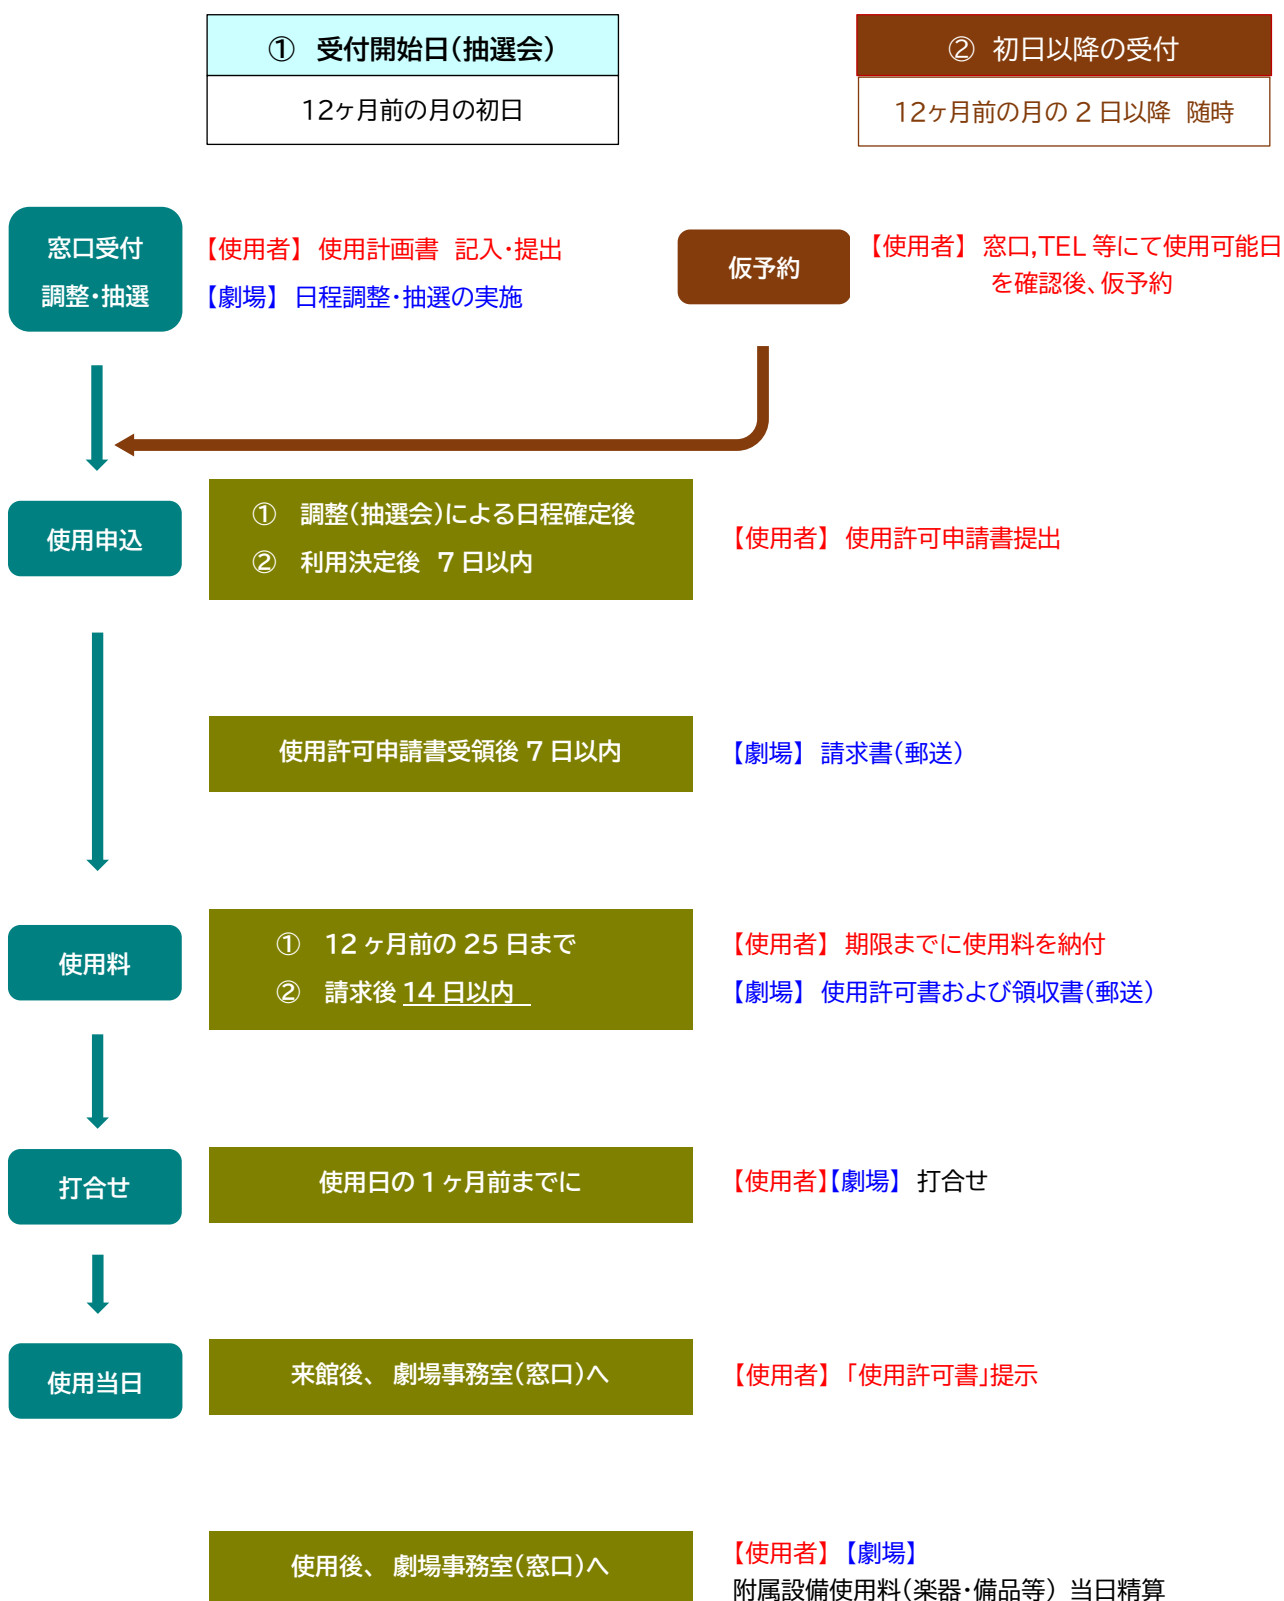 ① 受付開始日(抽選会)
12ヶ月前の月の初日
② 初日以降の受付
12ヶ月前の月の 2 日以降 随時
窓口受付
調整・抽選
【使用者】 使用計画書 記入・提出
【劇場】 日程調整・抽選の実施
仮予約
【使用者】 窓口,TEL 等にて使用可能日
を確認後、仮予約
使用申込
① 調整(抽選会)による日程確定後
② 利用決定後 7 日以内
【使用者】 使用許可申請書提出
使用許可申請書受領後 7 日以内
【劇場】 請求書(郵送)
使用料
① 12 ヶ月前の 25 日まで
② 請求後 14 日以内
【使用者】 期限までに使用料を納付
【劇場】 使用許可書および領収書(郵送)
打合せ
使用日の 1 ヶ月前までに
【使用者】【劇場】 打合せ
使用当日
来館後、 劇場事務室(窓口)へ
【使用者】 「使用許可書」提示
使用後、 劇場事務室(窓口)へ
【使用者】 【劇場】
附属設備使用料(楽器・備品等) 当日精算